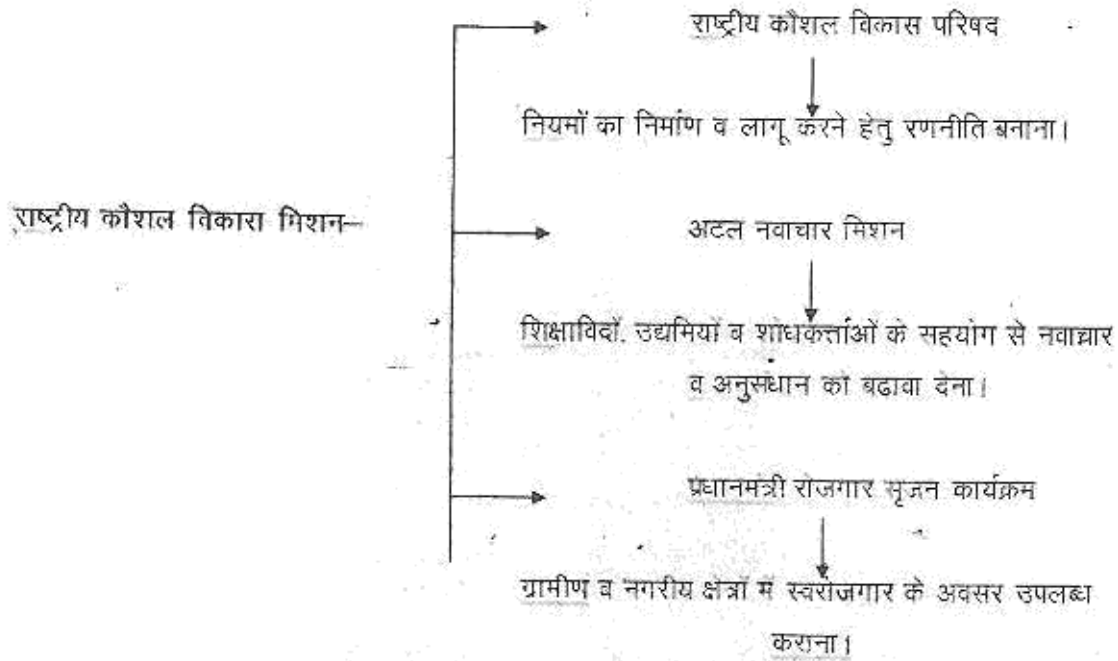 राष्ट्रीय कौशल विकास परिषद
नियमों का निर्माण व लागू करने हेतु रणनीति बनाना।
राष्ट्रीय कौशल विकारा मिशन–
अटल नवाचार मिशन
शिक्षाविदों. उद्यमियों व शोधकर्त्ताओं के सहयोग से नवाचार
व अनुसंधान को बढावा देना।
प्रधानमंत्री रोजगार सृजन कार्यक्रम
ग्रामीण व नगरीय क्षेत्रों में स्वरोजगार के अवसर उपलब्ध
कराना।